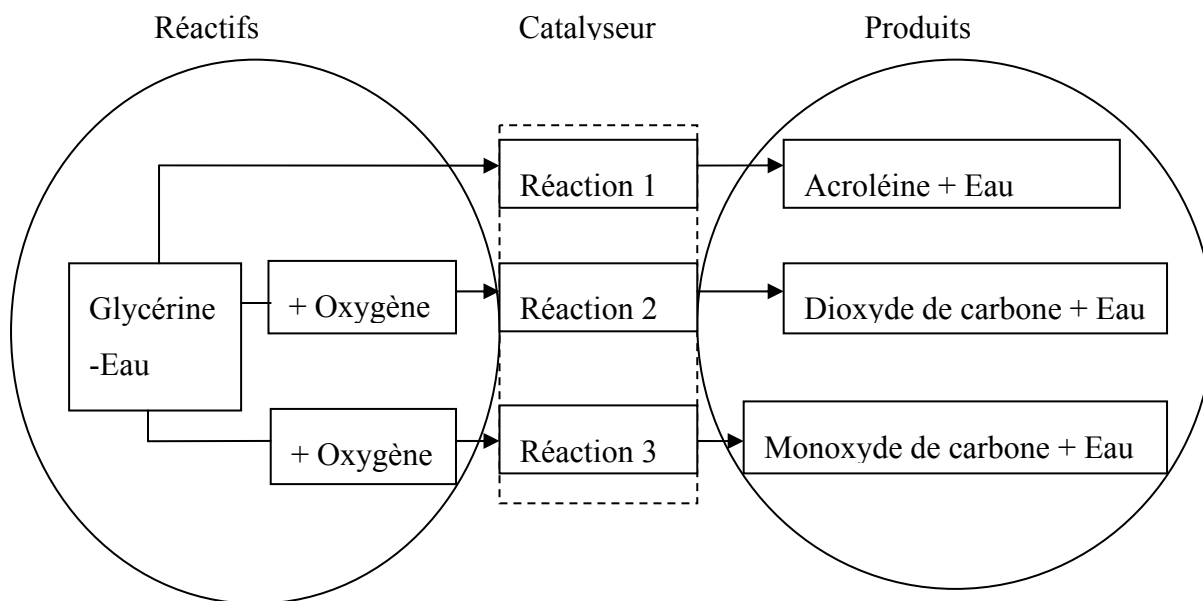 Réactifs
Catalyseur
Produits
Réaction 1
Acroléine + Eau
Glycérine
-Eau
+ Oxygène
Réaction 2
Dioxyde de carbone + Eau
+ Oxygène
Réaction 3
Monoxyde de carbone + Eau